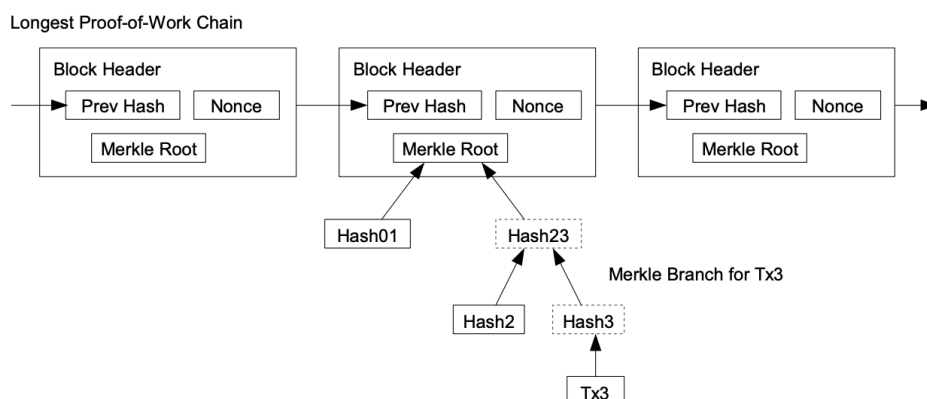 Longest Proof-of-Work Chain
Block Header
Prev Hash
Nonce
Merkle Root
Block Header
Prev Hash
Nonce
Merkle Root
Block Header
Prev Hash
Nonce
Merkle Root
Hash01
Hash23
Merkle Branch for Tx3
Hash2
Hash3
Tx3